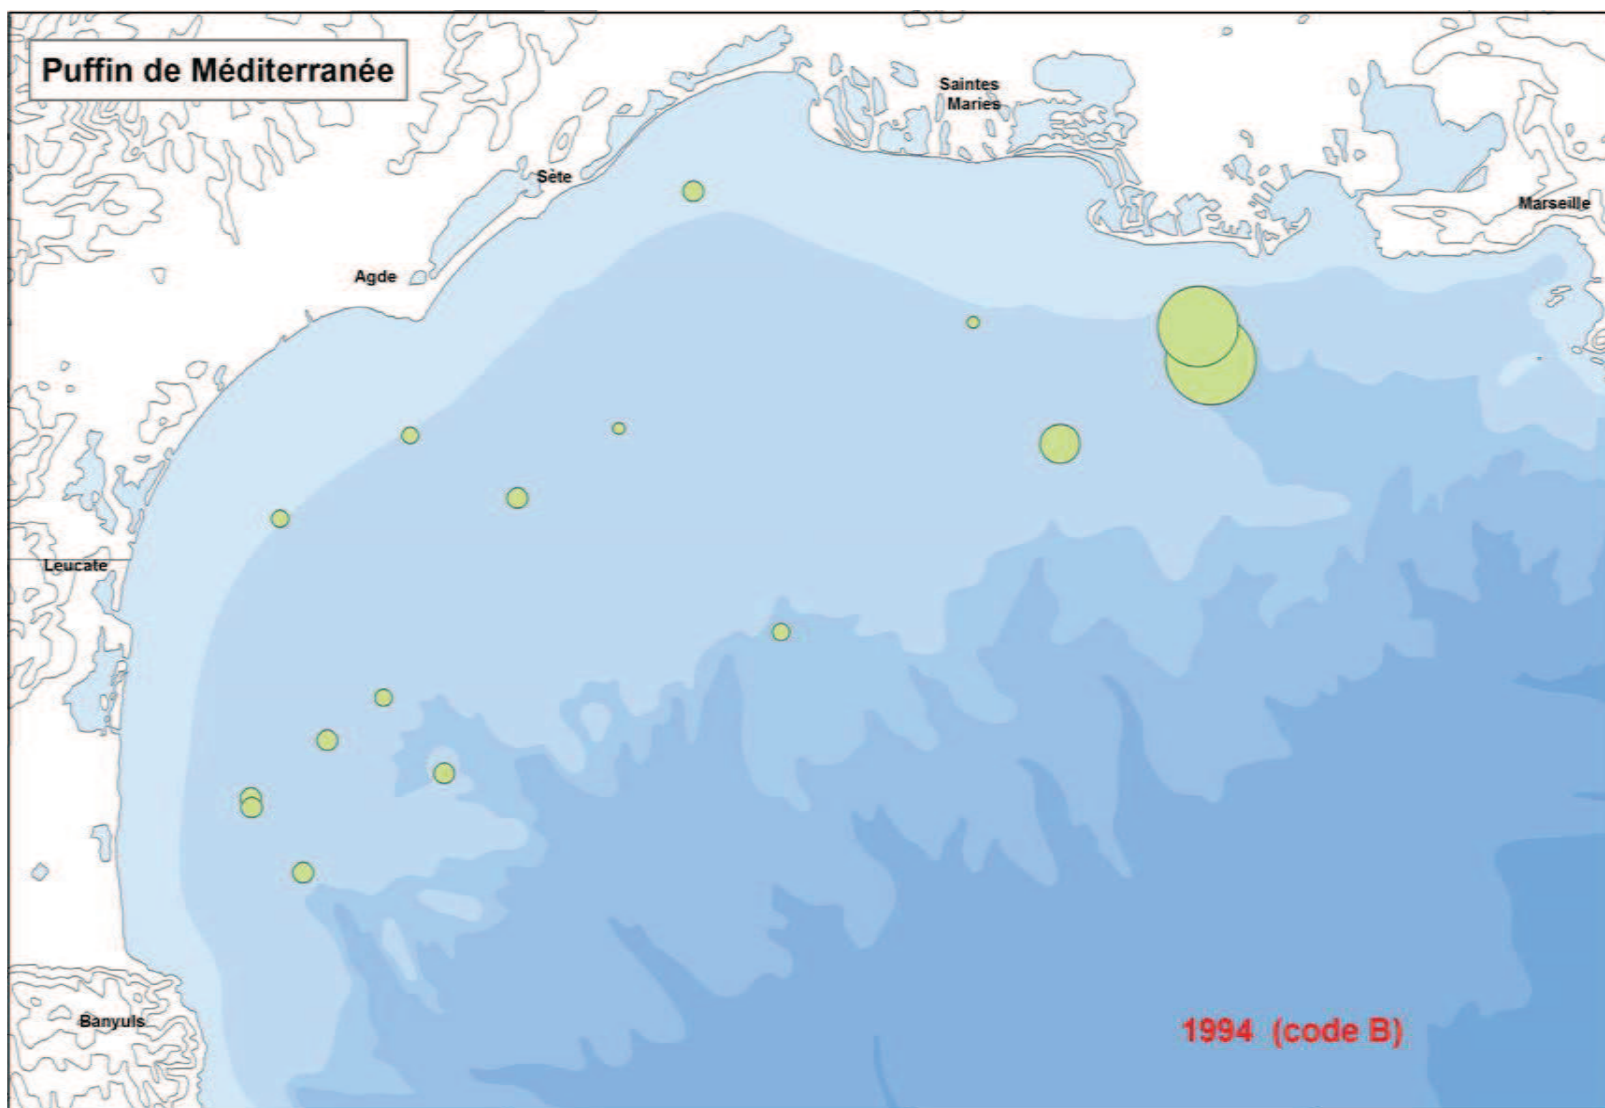 Puffin de Méditerranée
Saintes
Maries
Sète
Marseille
Agde
Leucate
Banyuls
1994 (code B)